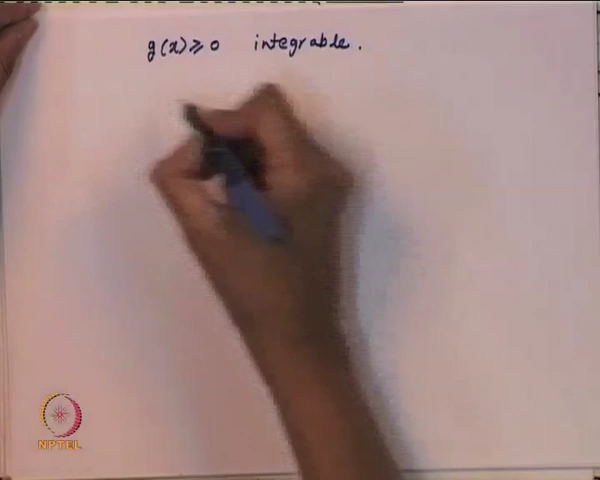 g(x) ⩾ 0 integrable.
NPTEL